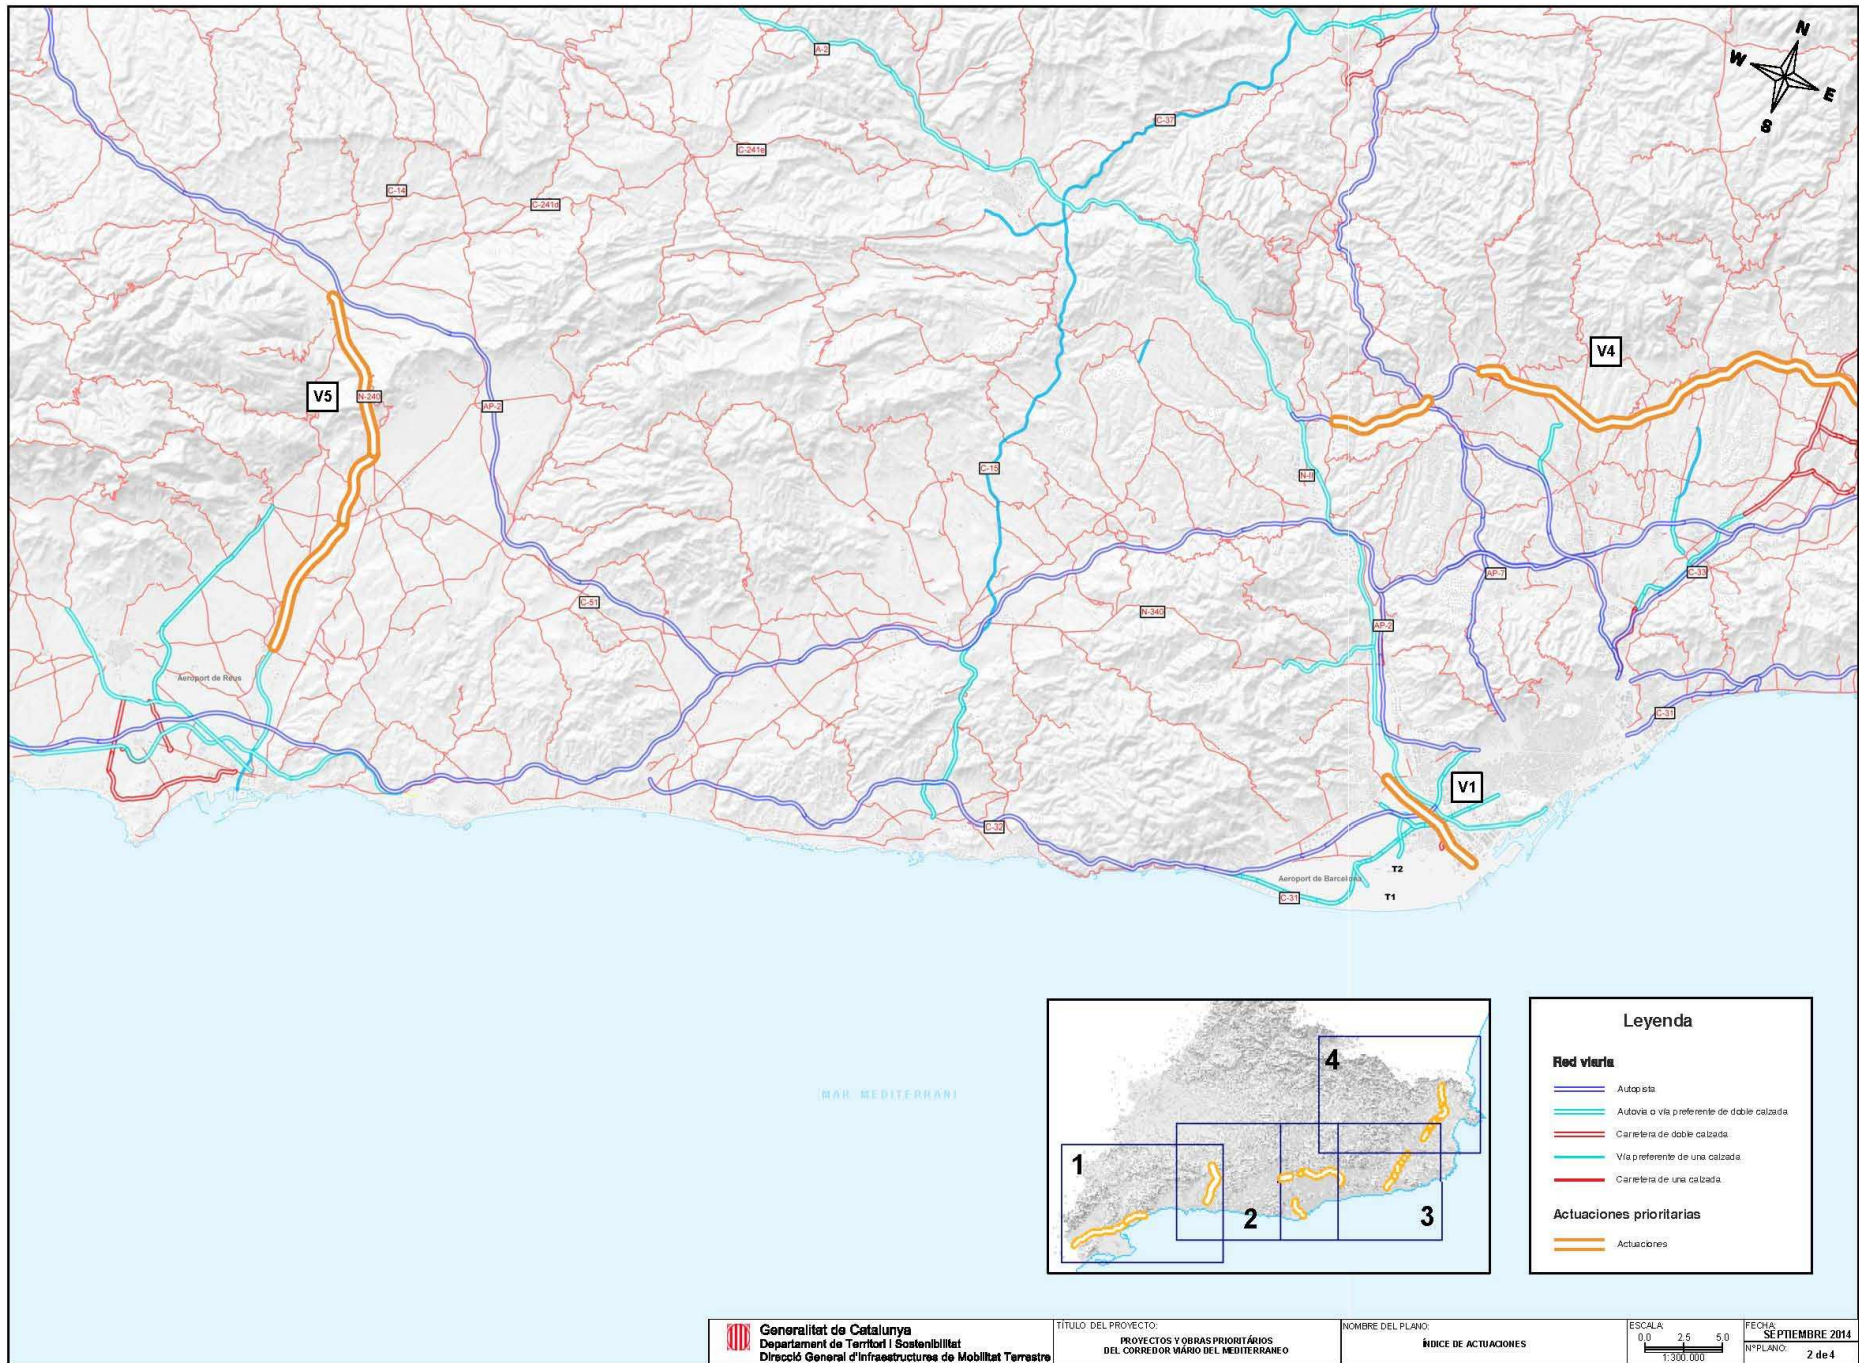 N
W
E
S
A-2
C-37
C-241e
C-14
C-241d
V4
V5
N-240
AP-2
C-15
N-II
AP-7
C-33
C-51
N-340
AP-2
Aeroport de Reus
C-31
V1
C-32
T2
Aeroport de Barcelona
C-31
T1
MAR MEDITERRANI
1
2
3
4
Leyenda
Red viaria
Autopista
Autovía o vía preferente de doble calzada
Carretera de doble calzada
Vía preferente de una calzada
Carretera de una calzada
Actuaciones prioritarias
Actuaciones
Generalitat de Catalunya
Departament de Territori i Sostenibilitat
Direcció General d'Infraestructures de Mobilitat Terrestre
TÍTULO DEL PROYECTO:
PROYECTOS Y OBRAS PRIORITÁRIOS
DEL CORREDOR VIÁRIO DEL MEDITERRANEO
NOMBRE DEL PLANO:
ÍNDICE DE ACTUACIONES
ESCALA:
0.0 2.5 5.0
1:300.000
FECHA:
SEPTIEMBRE 2014
NºPLANO:
2 de 4